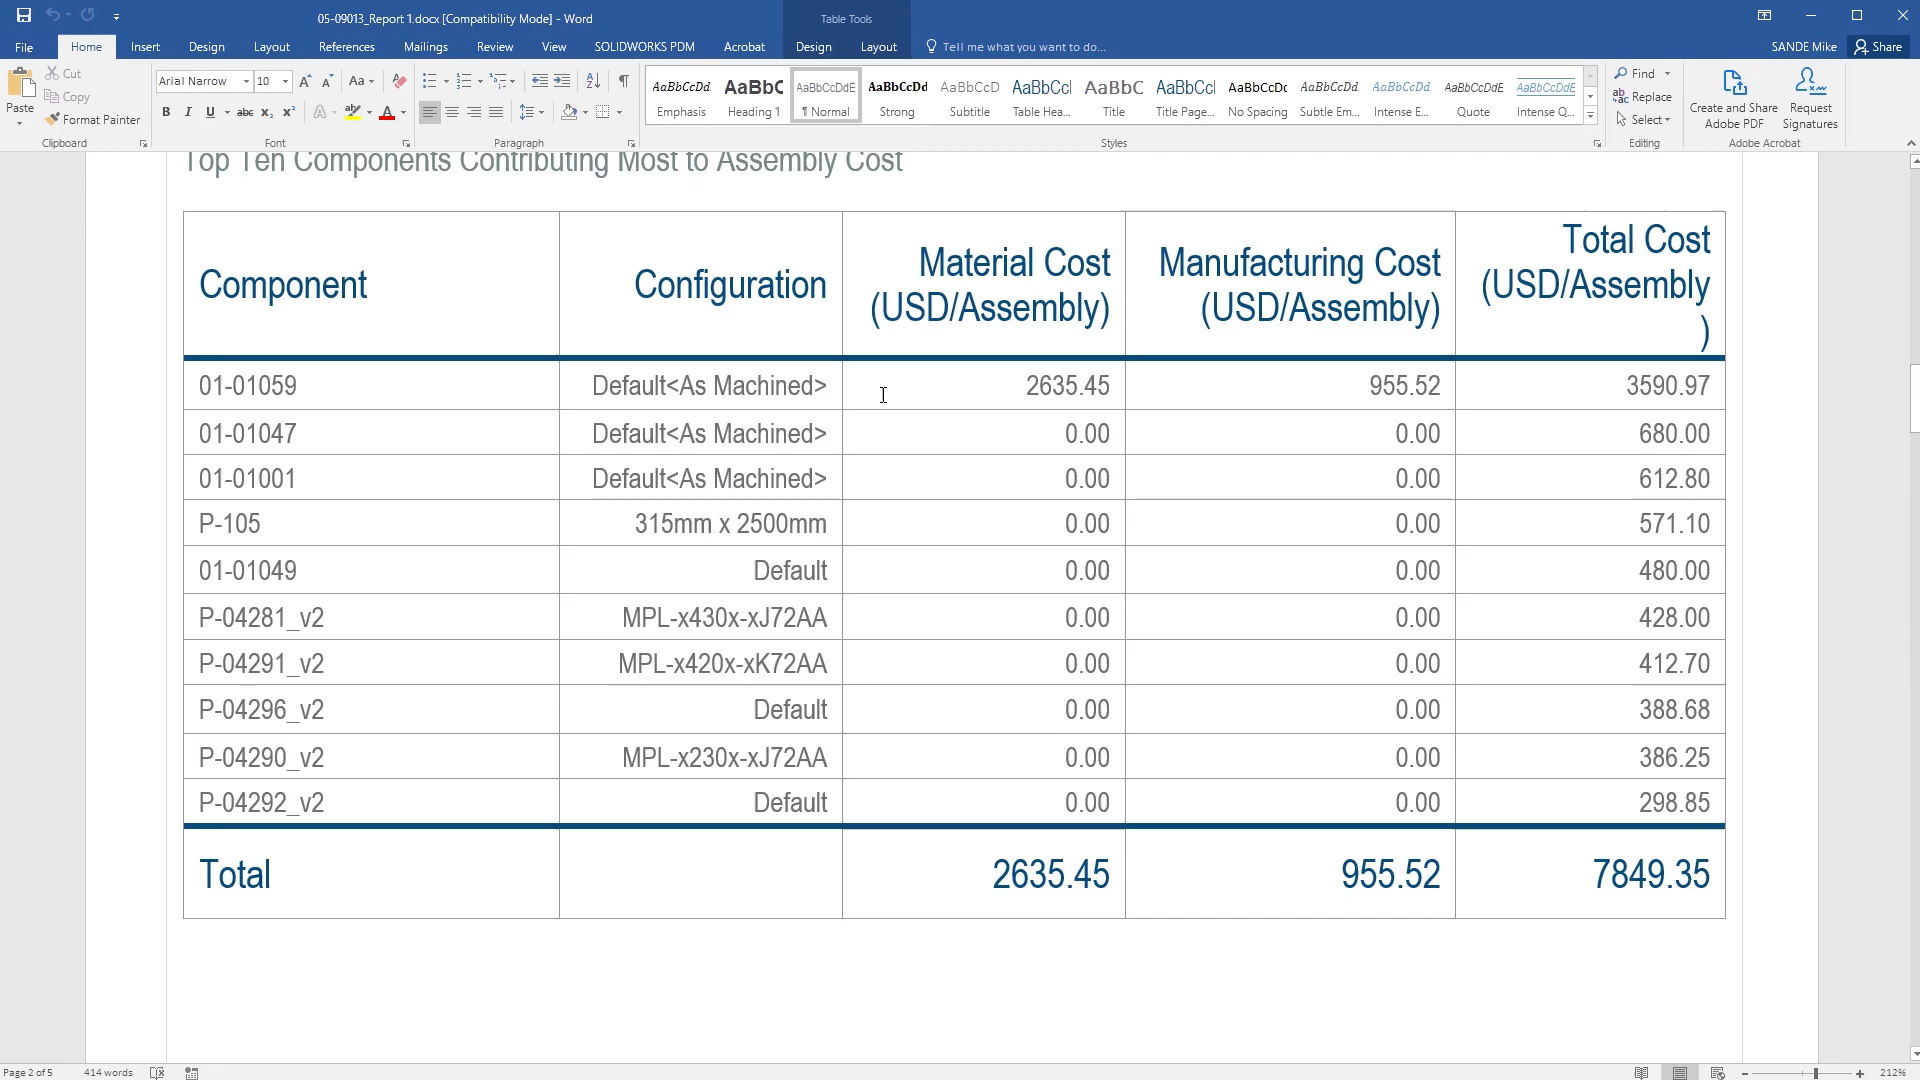 05-09013_Report 1.docx [Compatibility Mode] - Word
Table Tools
File Home Insert Design Layout References Mailings Review View SOLIDWORKS PDM Acrobat Design Layout Tell me what you want to do... SANDE Mike Share
Paste
Cut
Copy
Format Painter
Clipboard
Arial Narrow 10
Aa
B I U abc x₂ x² A A
Font
Paragraph
AaBbCcDd. AaBbC AaBbCcDdE AaBbCcDd AaBbCcD AaBbCcl AaBbC AaBbCcl AaBbCcDc AaBbCcDd. AaBbCcDd. AaBbCcDdE AaBbCcDdE
Emphasis Heading 1 ¶ Normal Strong Subtitle Table Hea... Title Title Page... No Spacing Subtle Em... Intense E... Quote Intense Q...
Styles
Find
Replace
Select
Editing
Create and Share
Adobe PDF
Request
Signatures
Adobe Acrobat
Top Ten Components Contributing Most to Assembly Cost
Component Configuration Material Cost (USD/Assembly) Manufacturing Cost (USD/Assembly) Total Cost (USD/Assembly)
01-01059 Default<As Machined> 2635.45 955.52 3590.97
01-01047 Default<As Machined> 0.00 0.00 680.00
01-01001 Default<As Machined> 0.00 0.00 612.80
P-105 315mm x 2500mm 0.00 0.00 571.10
01-01049 Default 0.00 0.00 480.00
P-04281_v2 MPL-x430x-xJ72AA 0.00 0.00 428.00
P-04291_v2 MPL-x420x-xK72AA 0.00 0.00 412.70
P-04296_v2 Default 0.00 0.00 388.68
P-04290_v2 MPL-x230x-xJ72AA 0.00 0.00 386.25
P-04292_v2 Default 0.00 0.00 298.85
Total 2635.45 955.52 7849.35
Page 2 of 5 414 words 212%